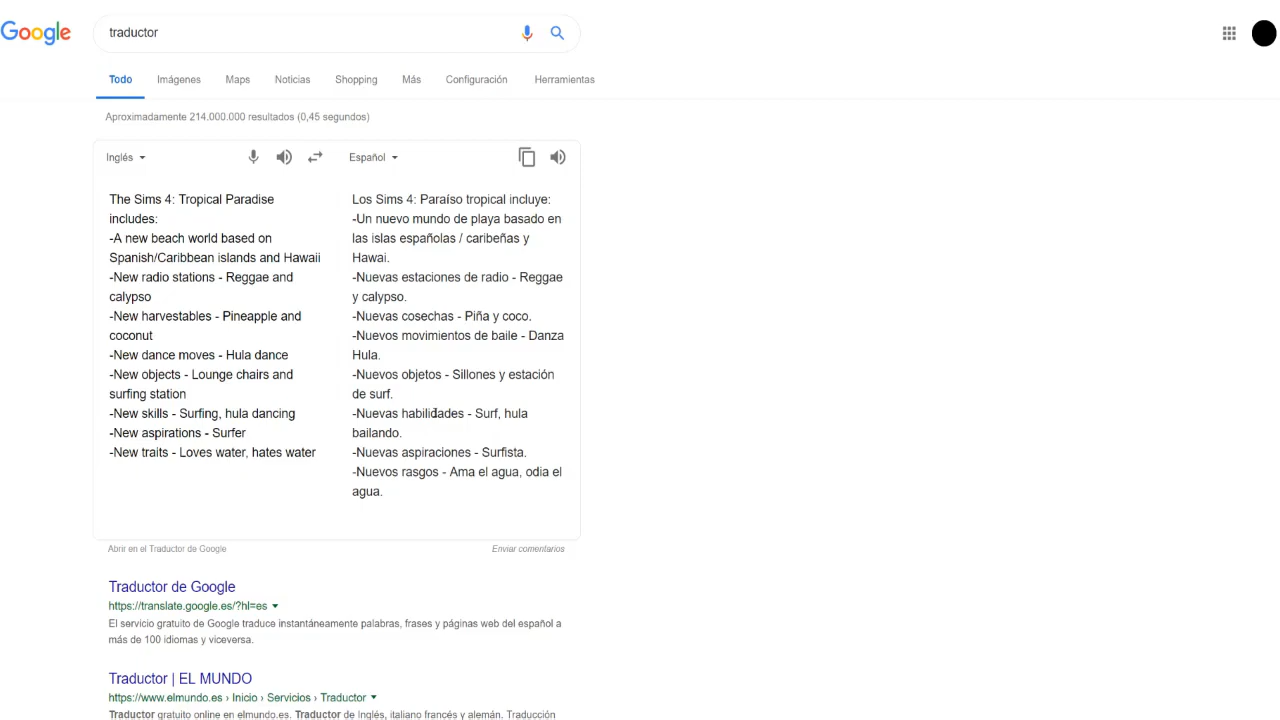 Google
traductor
Todo Imágenes Maps Noticias Shopping Más Configuración Herramientas
Aproximadamente 214.000.000 resultados (0,45 segundos)
Inglés
The Sims 4: Tropical Paradise
includes:
-A new beach world based on
Spanish/Caribbean islands and Hawaii
-New radio stations - Reggae and
calypso
-New harvestables - Pineapple and
coconut
-New dance moves - Hula dance
-New objects - Lounge chairs and
surfing station
-New skills - Surfing, hula dancing
-New aspirations - Surfer
-New traits - Loves water, hates water
Español
Los Sims 4: Paraíso tropical incluye:
-Un nuevo mundo de playa basado en
las islas españolas / caribeñas y
Hawai.
-Nuevas estaciones de radio - Reggae
y calypso.
-Nuevas cosechas - Piña y coco.
-Nuevos movimientos de baile - Danza
Hula.
-Nuevos objetos - Sillones y estación
de surf.
-Nuevas habilidades - Surf, hula
bailando.
-Nuevas aspiraciones - Surfista.
-Nuevos rasgos - Ama el agua, odia el
agua.
Abrir en el Traductor de Google
Enviar comentarios
Traductor de Google
https://translate.google.es/?hl=es
El servicio gratuito de Google traduce instantáneamente palabras, frases y páginas web del español a
más de 100 idiomas y viceversa.
Traductor | EL MUNDO
https://www.elmundo.es › Inicio › Servicios › Traductor
Traductor gratuito online en elmundo.es. Traductor de Inglés, italiano francés y alemán. Traducción